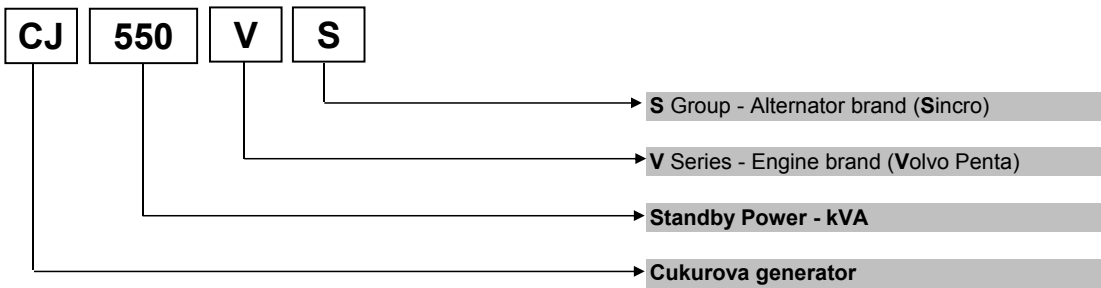 CJ 550 V S
S Group - Alternator brand (Sincro)
V Series - Engine brand (Volvo Penta)
Standby Power - kVA
Cukurova generator